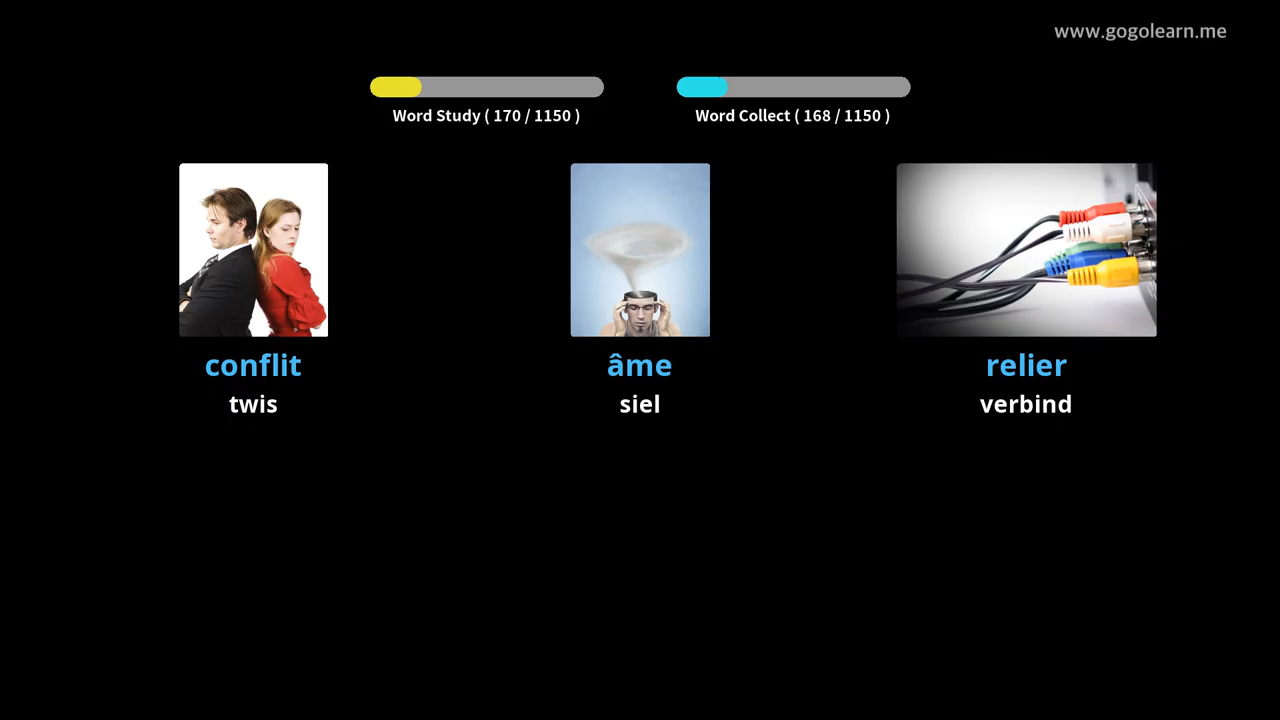 www.gogolearn.me
Word Study ( 170 / 1150 )
Word Collect ( 168 / 1150 )
conflit
twis
âme
siel
relier
verbind